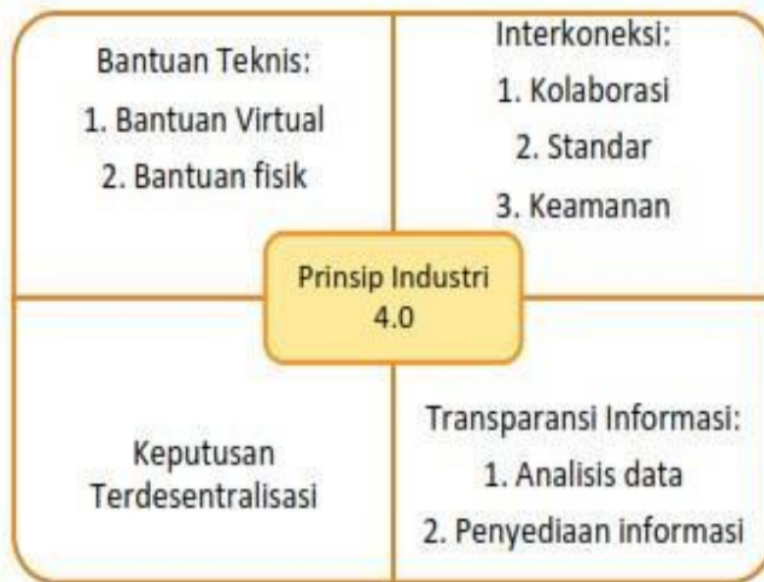 Bantuan Teknis:
1. Bantuan Virtual
2. Bantuan fisik
Interkoneksi:
1. Kolaborasi
2. Standar
3. Keamanan
Prinsip Industri
4.0
Keputusan
Terdesentralisasi
Transparansi Informasi:
1. Analisis data
2. Penyediaan informasi